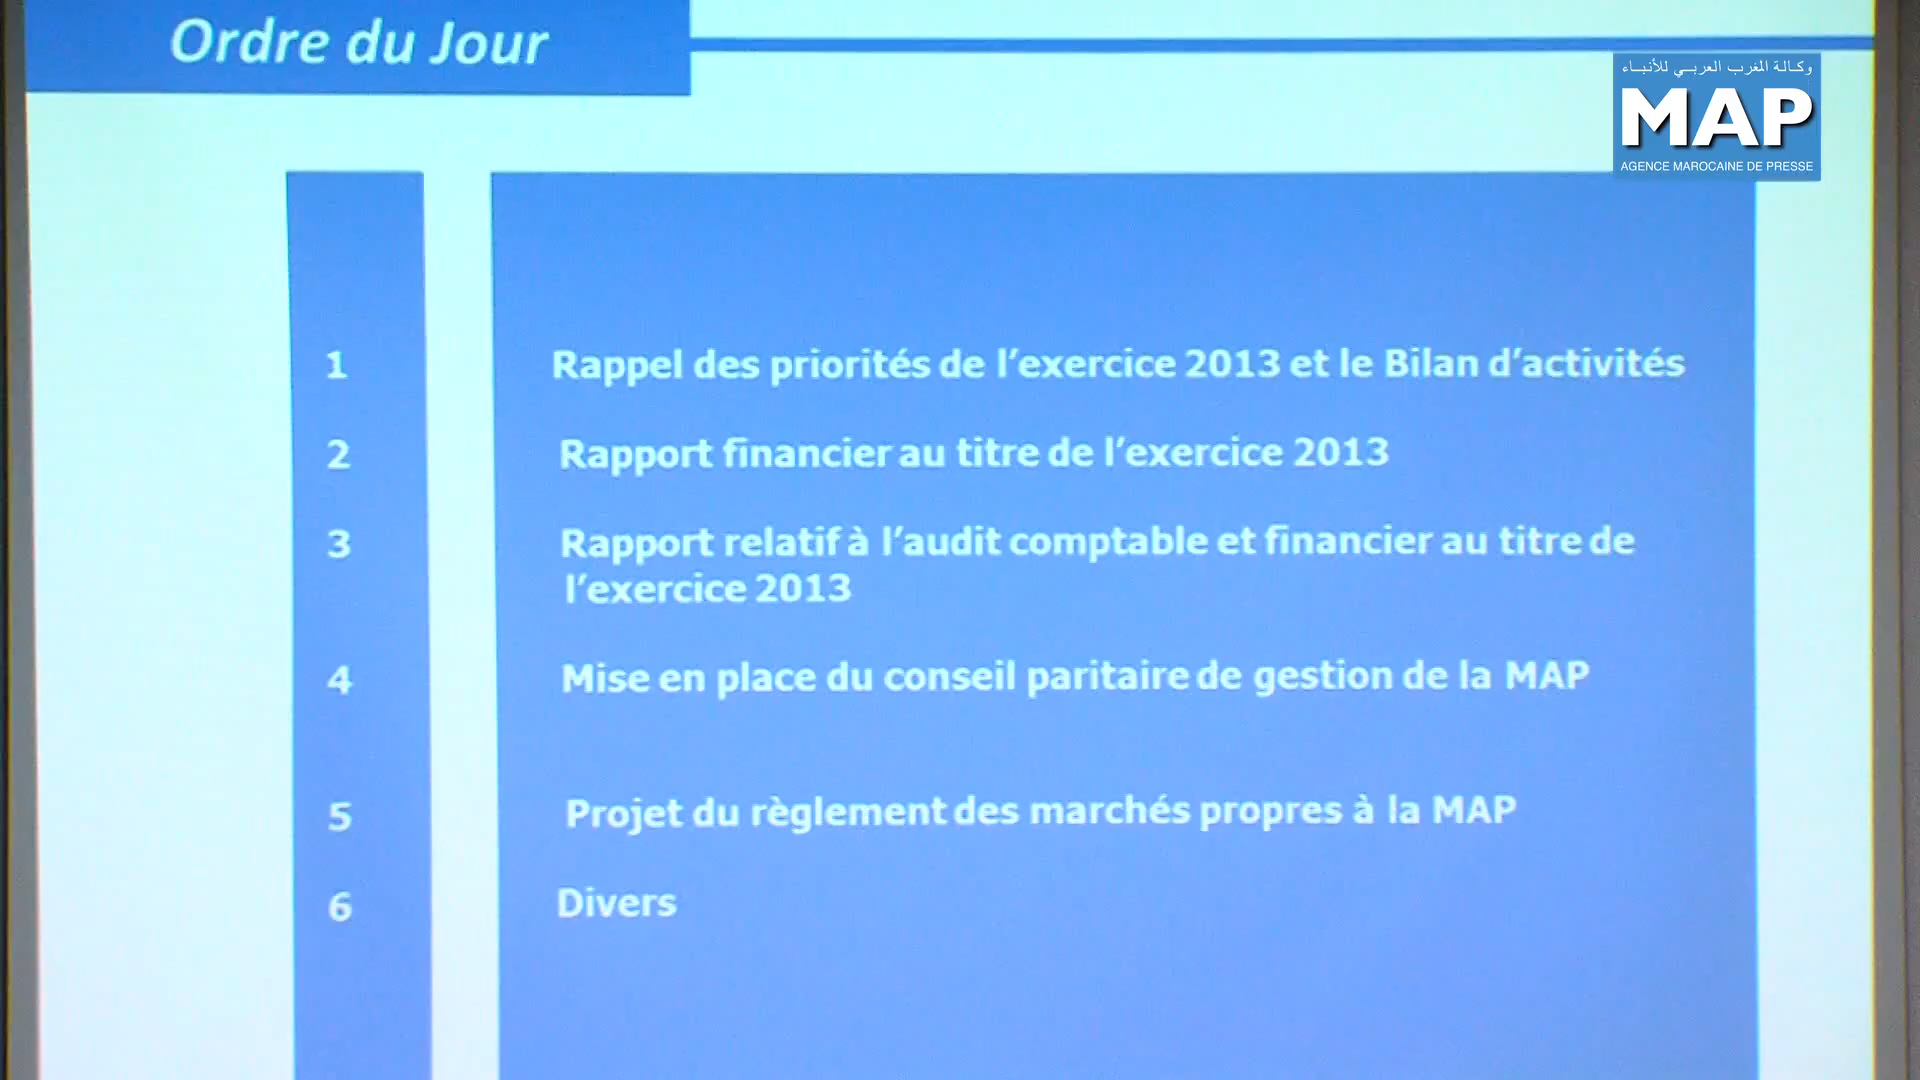 Ordre du Jour
وكالة المغرب العربي للأنباء
MAP
AGENCE MAROCAINE DE PRESSE
1 Rappel des priorités de l’exercice 2013 et le Bilan d’activités
2 Rapport financier au titre de l’exercice 2013
3 Rapport relatif à l’audit comptable et financier au titre de
l’exercice 2013
4 Mise en place du conseil paritaire de gestion de la MAP
5 Projet du règlement des marchés propres à la MAP
6 Divers